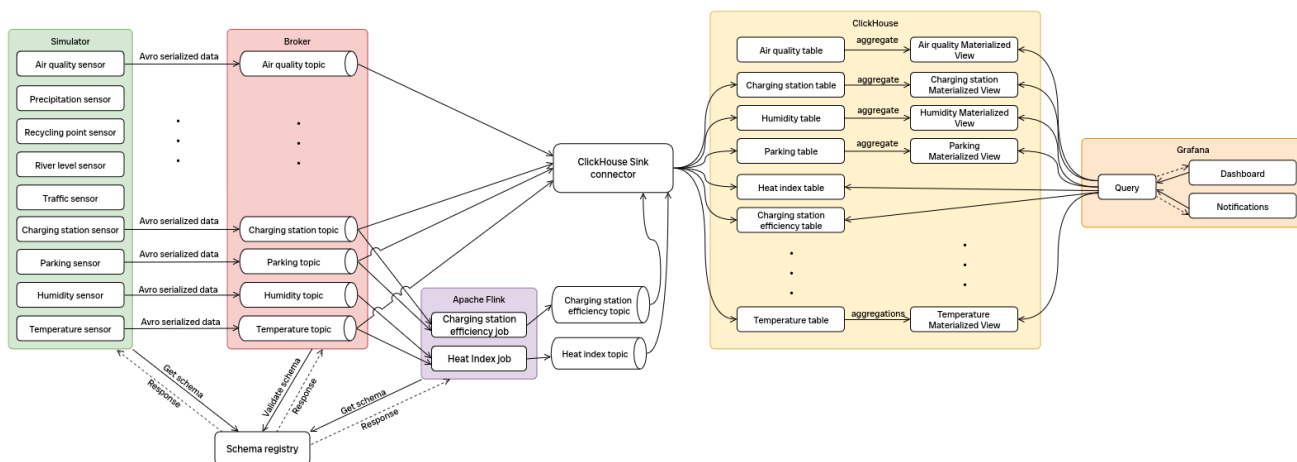 Simulator
Air quality sensor
Precipitation sensor
Recycling point sensor
River level sensor
Traffic sensor
Charging station sensor
Parking sensor
Humidity sensor
Temperature sensor
Avro serialized data
Avro serialized data
Avro serialized data
Avro serialized data
Avro serialized data
Broker
Air quality topic
Charging station topic
Parking topic
Humidity topic
Temperature topic
Get schema
Response
Validate schema
Response
Get schema
Response
Schema registry
Apache Flink
Charging station
efficiency job
Heat Index job
Charging station
efficiency topic
Heat index topic
ClickHouse Sink
connector
ClickHouse
Air quality table
Charging station table
Humidity table
Parking table
Heat index table
Charging station
efficiency table
Temperature table
aggregate
aggregate
aggregate
aggregate
aggregations
Air quality Materialized
View
Charging station
Materialized View
Humidity Materialized
View
Parking
Materialized View
Temperature
Materialized View
Grafana
Query
Dashboard
Notifications